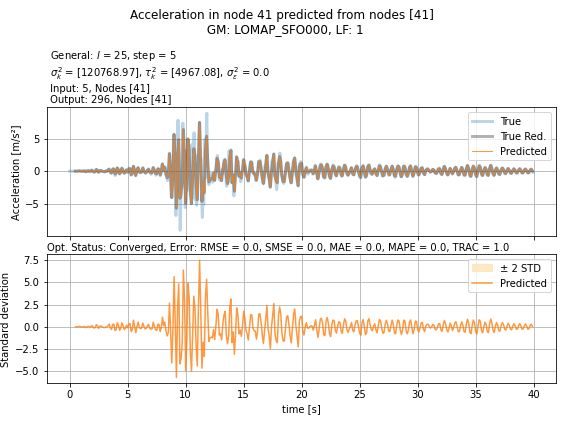 Acceleration in node 41 predicted from nodes [41]
GM: LOMAP_SFO000, LF: 1
General: l = 25, step = 5
σ²ₖ = [120768.97], τ²ₖ = [4967.08], σ²ᵣ = 0.0
Input: 5, Nodes [41]
Output: 296, Nodes [41]
Acceleration [m/s²]
5
0
−5
True
True Red.
Predicted
Opt. Status: Converged, Error: RMSE = 0.0, SMSE = 0.0, MAE = 0.0, MAPE = 0.0, TRAC = 1.0
Standard deviation
7.5
5.0
2.5
0.0
−2.5
−5.0
± 2 STD
Predicted
0 5 10 15 20 25 30 35 40
time [s]